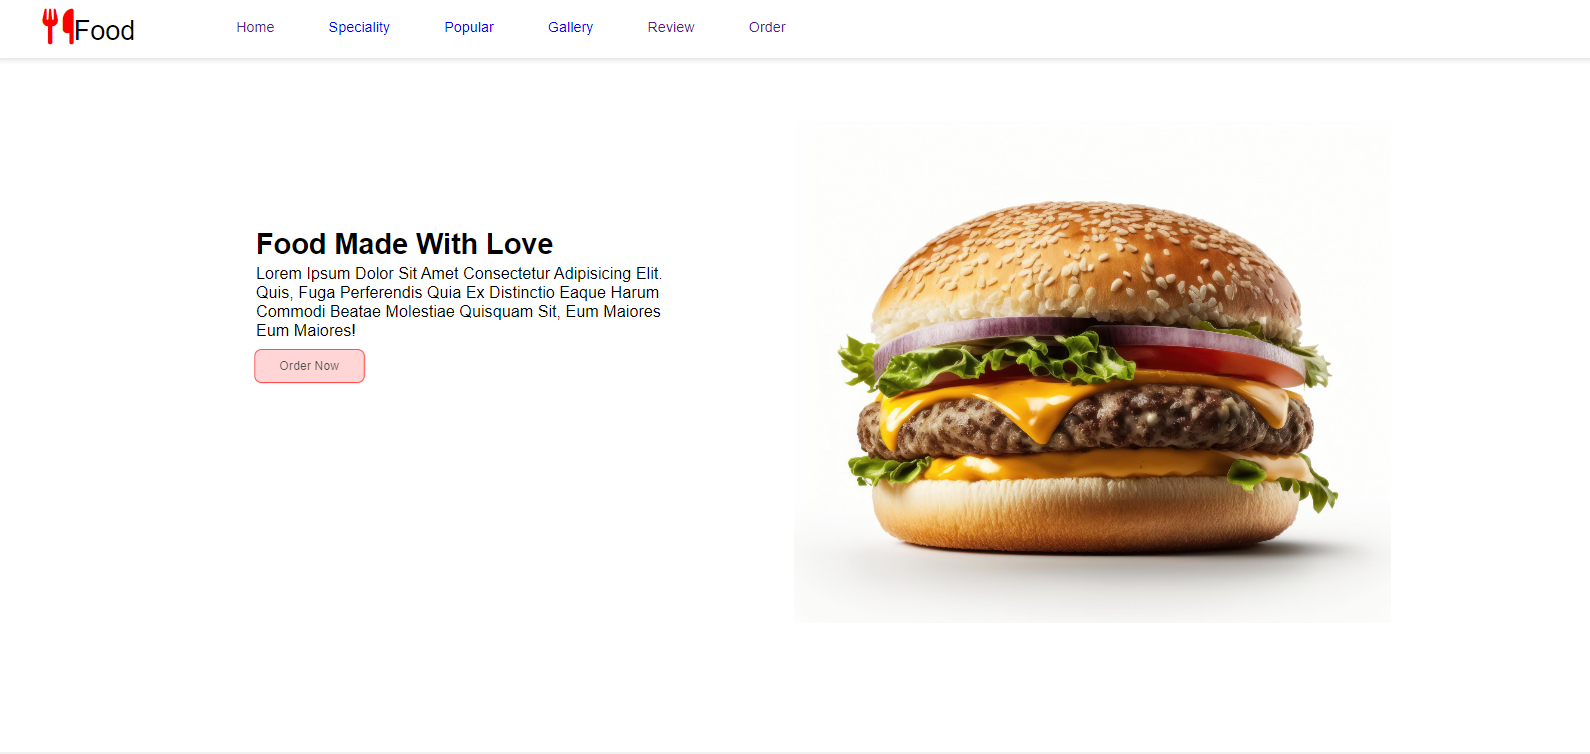 Food
Home Speciality Popular Gallery Review Order
Food Made With Love
Lorem Ipsum Dolor Sit Amet Consectetur Adipisicing Elit.
Quis, Fuga Perferendis Quia Ex Distinctio Eaque Harum
Commodi Beatae Molestiae Quisquam Sit, Eum Maiores
Eum Maiores!
Order Now